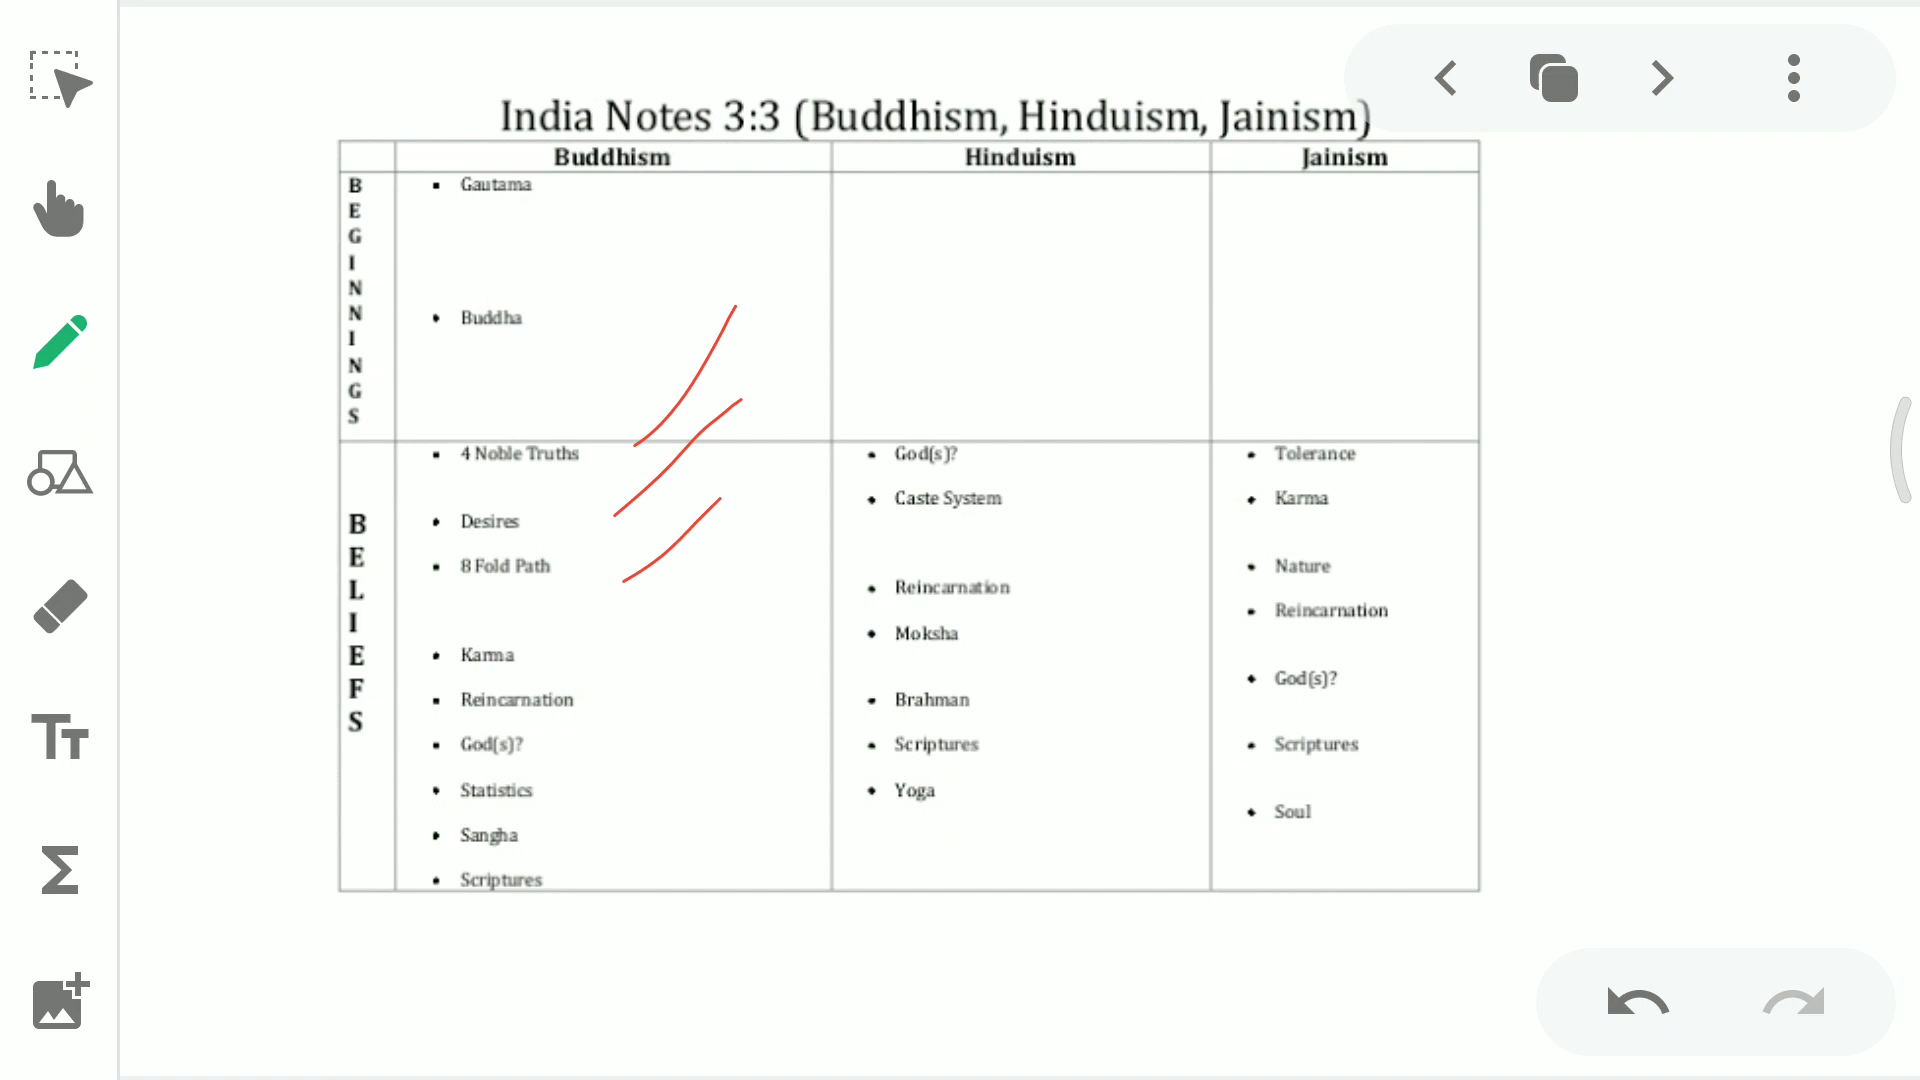 India Notes 3:3 (Buddhism, Hinduism, Jainism)
Buddhism
Hinduism
Jainism
BEGINNINGS
Gautama
Buddha
BELIEFS
4 Noble Truths
Desires
8 Fold Path
Karma
Reincarnation
God(s)?
Statistics
Sangha
Scriptures
God(s)?
Caste System
Reincarnation
Moksha
Brahman
Scriptures
Yoga
Tolerance
Karma
Nature
Reincarnation
God(s)?
Scriptures
Soul